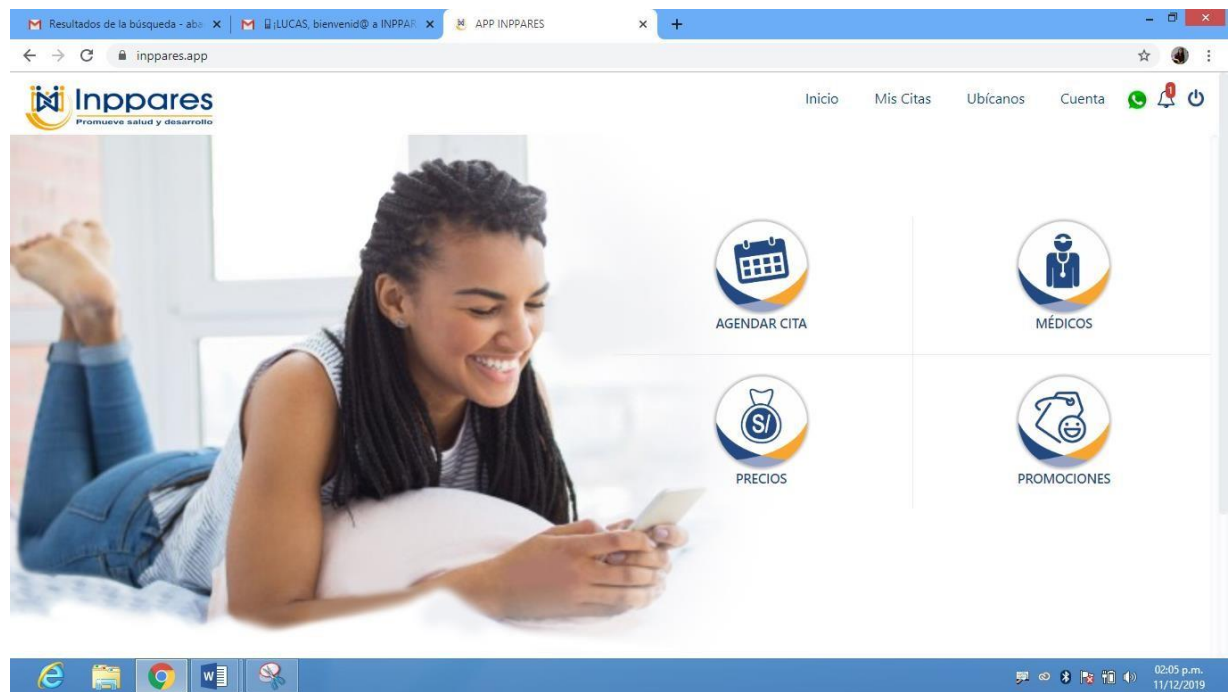 Resultados de la búsqueda - aba
¡LUCAS, bienvenid@ a INPPAR
APP INPPARES
inppares.app
Inppares
Promueve salud y desarrollo
Inicio
Mis Citas
Ubícanos
Cuenta
1
AGENDAR CITA
MÉDICOS
S/
PRECIOS
PROMOCIONES
02:05 p.m.
11/12/2019